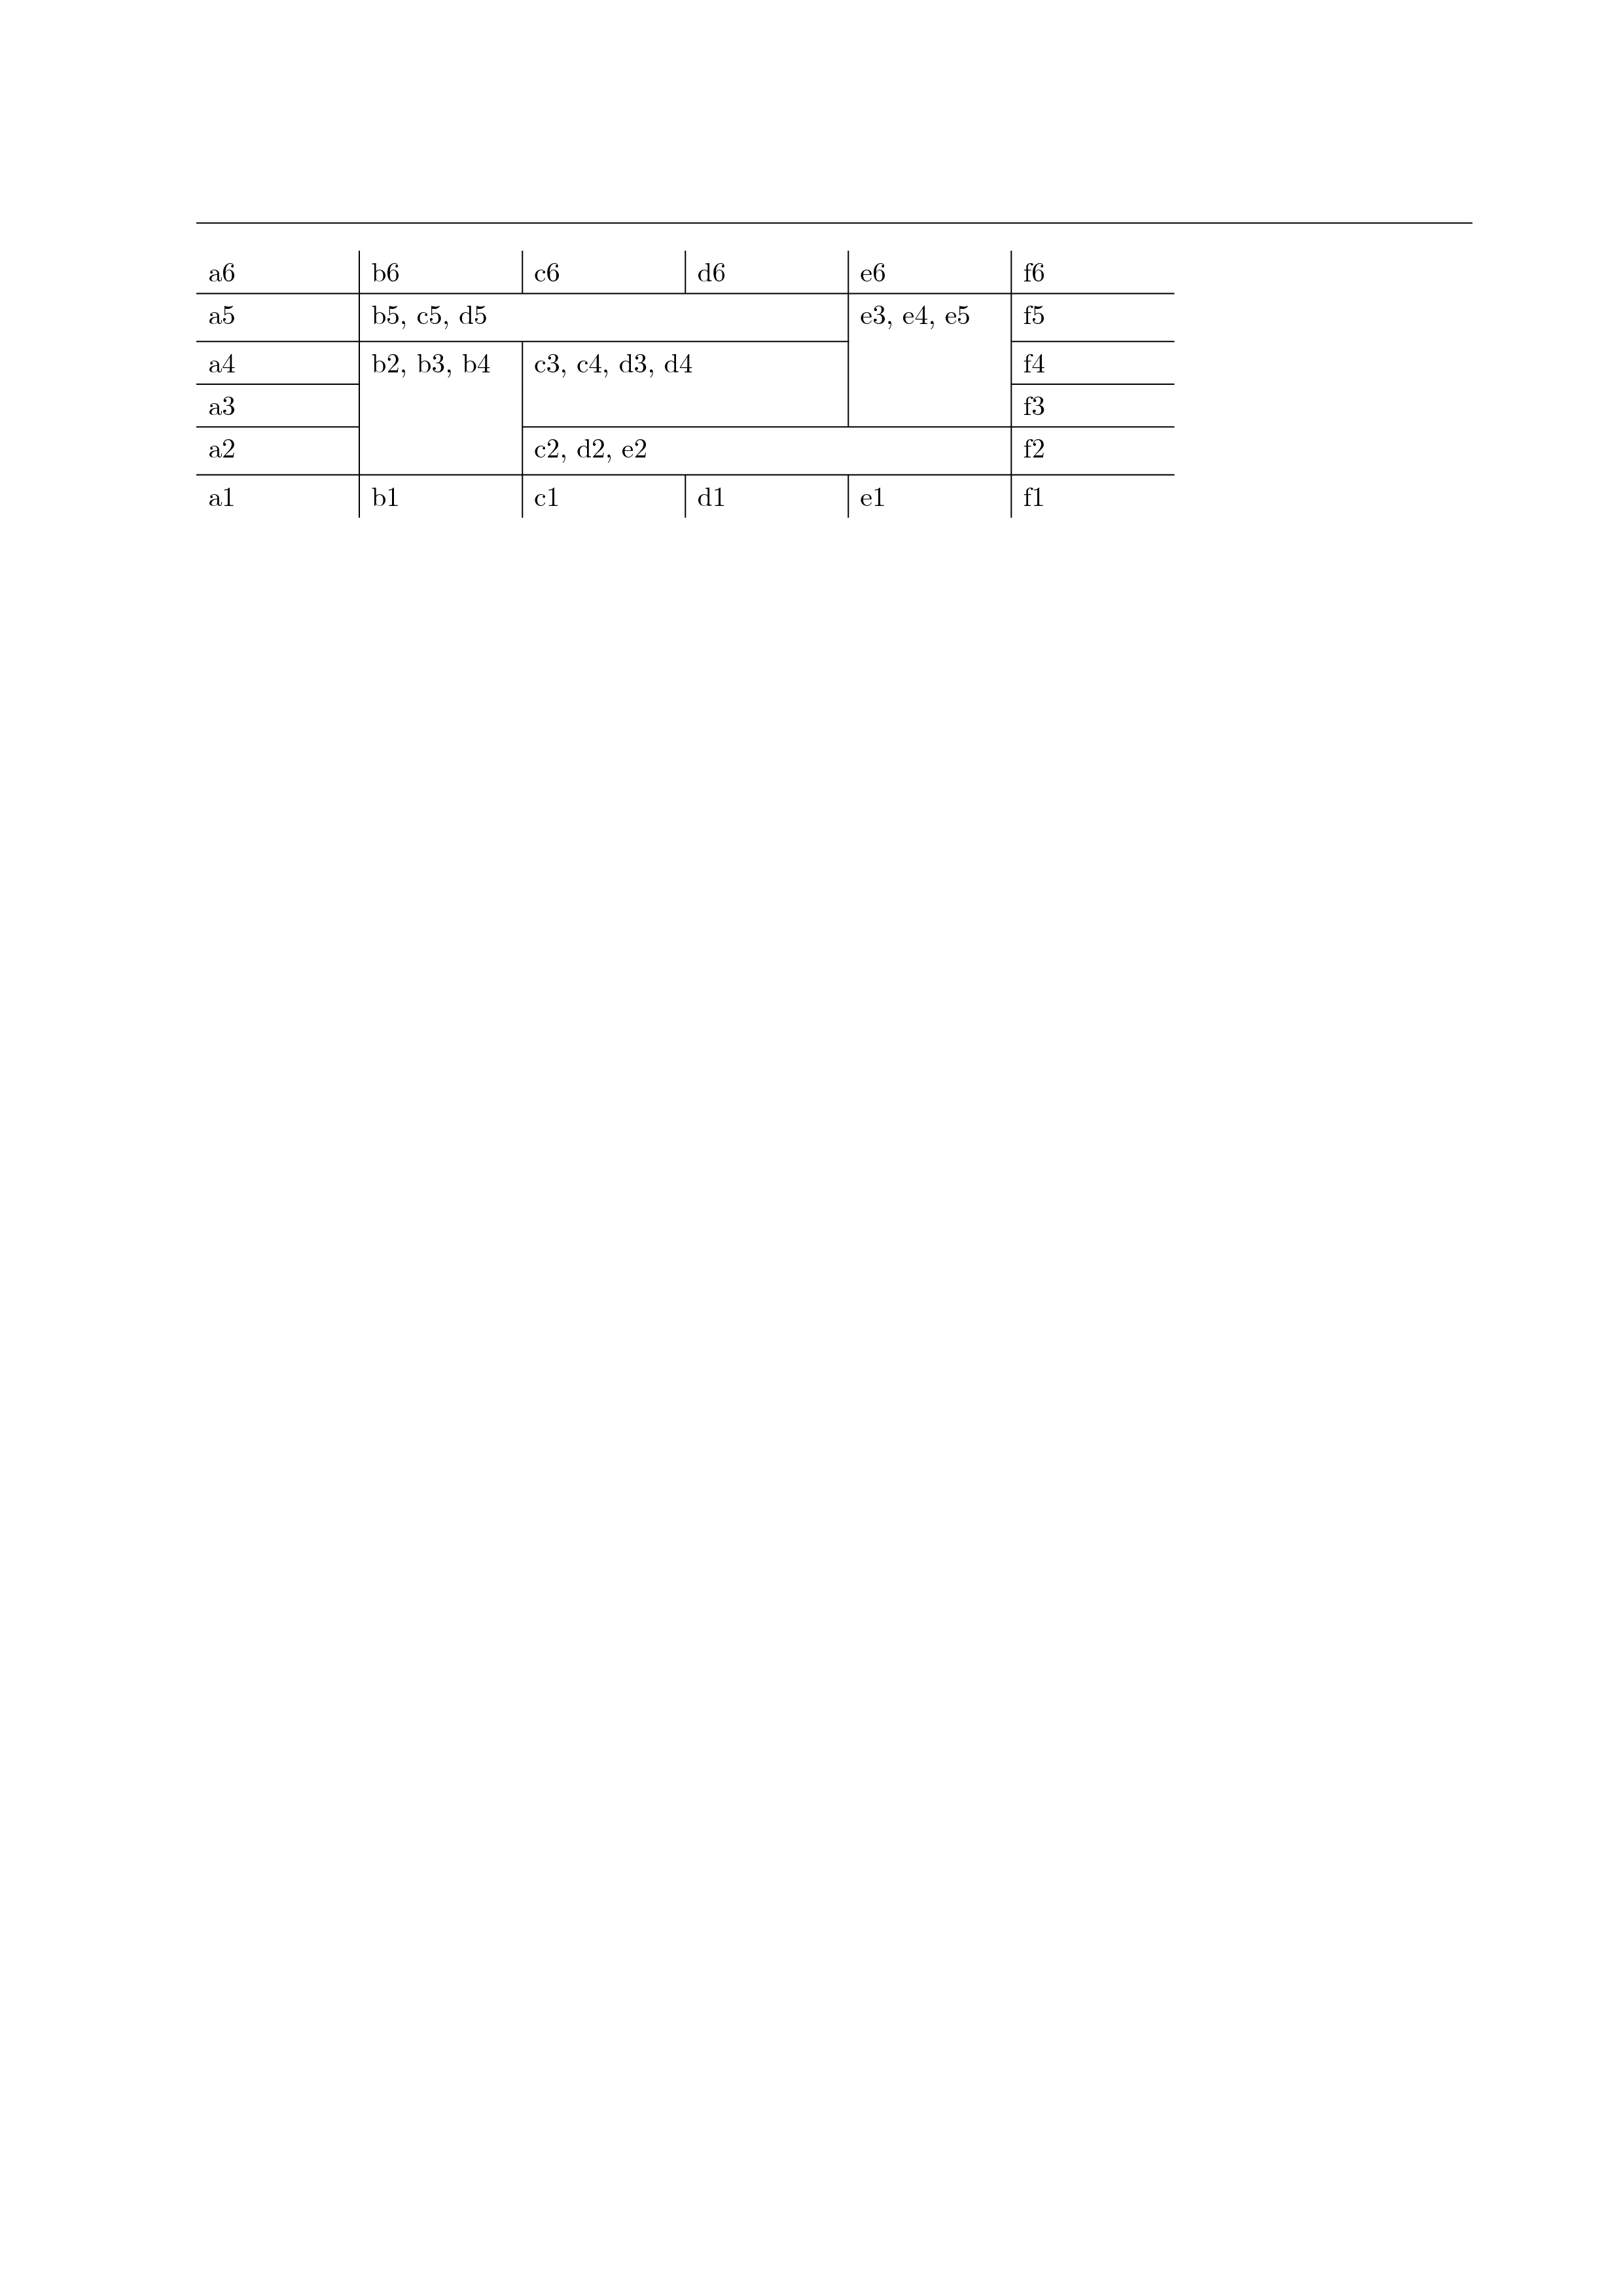 a6 b6 c6 d6 e6 f6
a5 b5, c5, d5 e3, e4, e5 f5
a4 b2, b3, b4 c3, c4, d3, d4 f4
a3 f3
a2 c2, d2, e2 f2
a1 b1 c1 d1 e1 f1